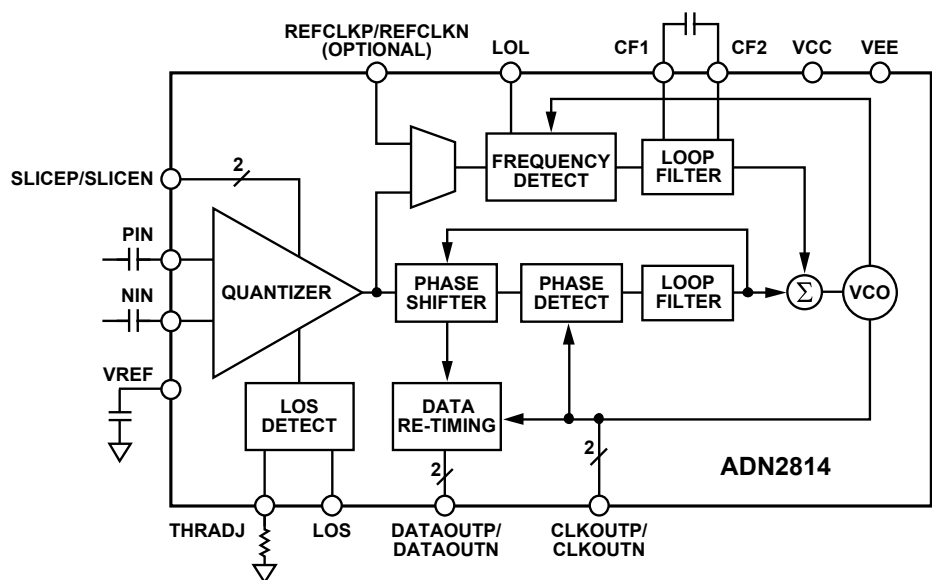 REFCLKP/REFCLKN
(OPTIONAL)
LOL
CF1
CF2
VCC
VEE
SLICEP/SLICEN
2
FREQUENCY
DETECT
LOOP
FILTER
PIN
NIN
QUANTIZER
PHASE
SHIFTER
PHASE
DETECT
LOOP
FILTER
Σ
VCO
VREF
LOS
DETECT
DATA
RE-TIMING
2
2
ADN2814
THRADJ
LOS
DATAOUTP/
DATAOUTN
CLKOUTP/
CLKOUTN